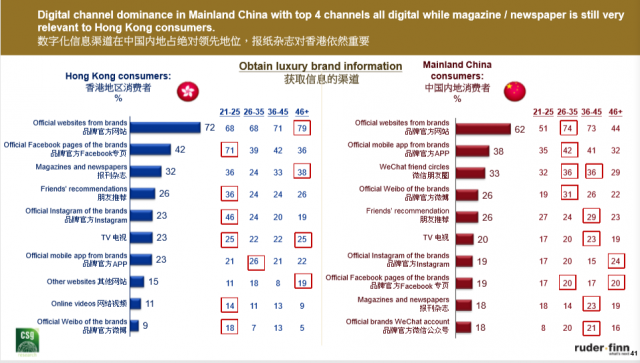 Digital channel dominance in Mainland China with top 4 channels all digital while magazine / newspaper is still very
relevant to Hong Kong consumers.
数字化信息渠道在中国内地占绝对领先地位，报纸杂志对香港依然重要
Obtain luxury brand information
获取信息的渠道
Hong Kong consumers:
香港地区消费者
%
21-25 26-35 36-45 46+
Official websites from brands
品牌官方网站
72 68 68 71 79
Official Facebook pages of the brands
品牌官方Facebook专页
42 71 39 42 36
Magazines and newspapers
报刊杂志
32 36 24 33 38
Friends' recommendations
朋友推荐
26 36 24 24 26
Official Instagram of the brands
品牌官方Instagram
23 46 24 20 19
TV 电视
23 25 22 22 25
Official mobile app from brands
品牌官方APP
23 21 26 21 22
Other websites 其他网站
15 11 18 8 19
Online videos 网络视频
11 14 11 13 9
Official Weibo of the brands
品牌官方微博
9 18 7 13 5
Mainland China
consumers:
中国内地消费者
%
21-25 26-35 36-45 46+
Official websites from brands
品牌官方网站
62 51 74 73 44
Official mobile app from brands
品牌官方APP
38 35 42 41 32
WeChat friend circles
微信朋友圈
33 32 36 36 29
Official Weibo of the brands
品牌官方微博
26 19 31 26 22
Friends' recommendation
朋友推荐
26 27 24 29 23
TV 电视
20 17 20 23 19
Official Instagram of the brands
品牌官方Instagram
19 17 20 15 24
Official Facebook pages of the brands
品牌官方Facebook 专页
19 17 20 17 20
Magazines and newspapers
报刊杂志
18 18 14 23 19
Official brands WeChat account
品牌官方微信公众号
18 8 20 21 16
csg
ruder·finn
what's next
41